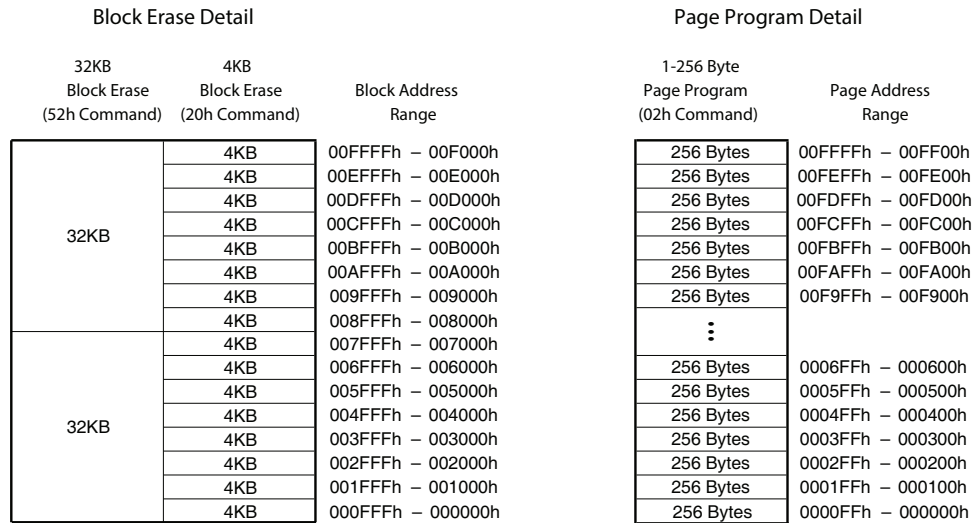 Block Erase Detail
Page Program Detail
32KB
Block Erase
(52h Command)
4KB
Block Erase
(20h Command)
Block Address
Range
1-256 Byte
Page Program
(02h Command)
Page Address
Range
32KB
32KB
4KB 00FFFFh – 00F000h
4KB 00EFFFh – 00E000h
4KB 00DFFFh – 00D000h
4KB 00CFFFh – 00C000h
4KB 00BFFFh – 00B000h
4KB 00AFFFh – 00A000h
4KB 009FFFh – 009000h
4KB 008FFFh – 008000h
4KB 007FFFh – 007000h
4KB 006FFFh – 006000h
4KB 005FFFh – 005000h
4KB 004FFFh – 004000h
4KB 003FFFh – 003000h
4KB 002FFFh – 002000h
4KB 001FFFh – 001000h
4KB 000FFFh – 000000h
256 Bytes 00FFFFh – 00FF00h
256 Bytes 00FEFFh – 00FE00h
256 Bytes 00FDFFh – 00FD00h
256 Bytes 00FCFFh – 00FC00h
256 Bytes 00FBFFh – 00FB00h
256 Bytes 00FAFFh – 00FA00h
256 Bytes 00F9FFh – 00F900h
256 Bytes 0006FFh – 000600h
256 Bytes 0005FFh – 000500h
256 Bytes 0004FFh – 000400h
256 Bytes 0003FFh – 000300h
256 Bytes 0002FFh – 000200h
256 Bytes 0001FFh – 000100h
256 Bytes 0000FFh – 000000h